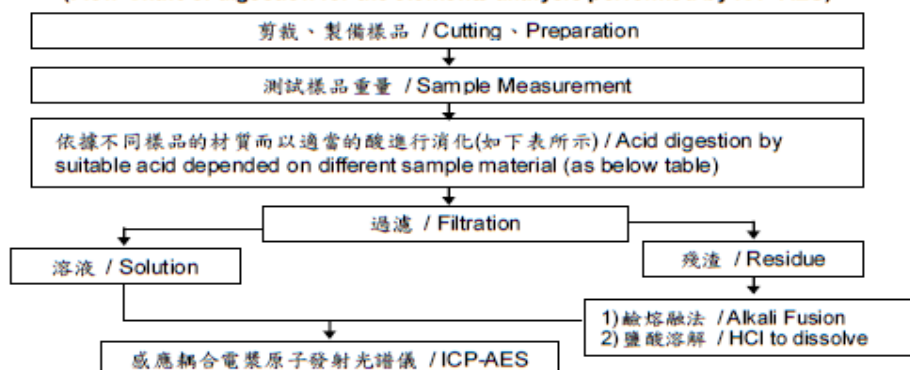 剪裁、製備樣品 / Cutting、Preparation
測試樣品重量 / Sample Measurement
依據不同樣品的材質而以適當的酸進行消化(如下表所示) / Acid digestion by
suitable acid depended on different sample material (as below table)
過濾 / Filtration
溶液 / Solution
殘渣 / Residue
1)鹼熔融法 / Alkali Fusion
2)鹽酸溶解 / HCl to dissolve
感應耦合電漿原子發射光譜儀 / ICP-AES